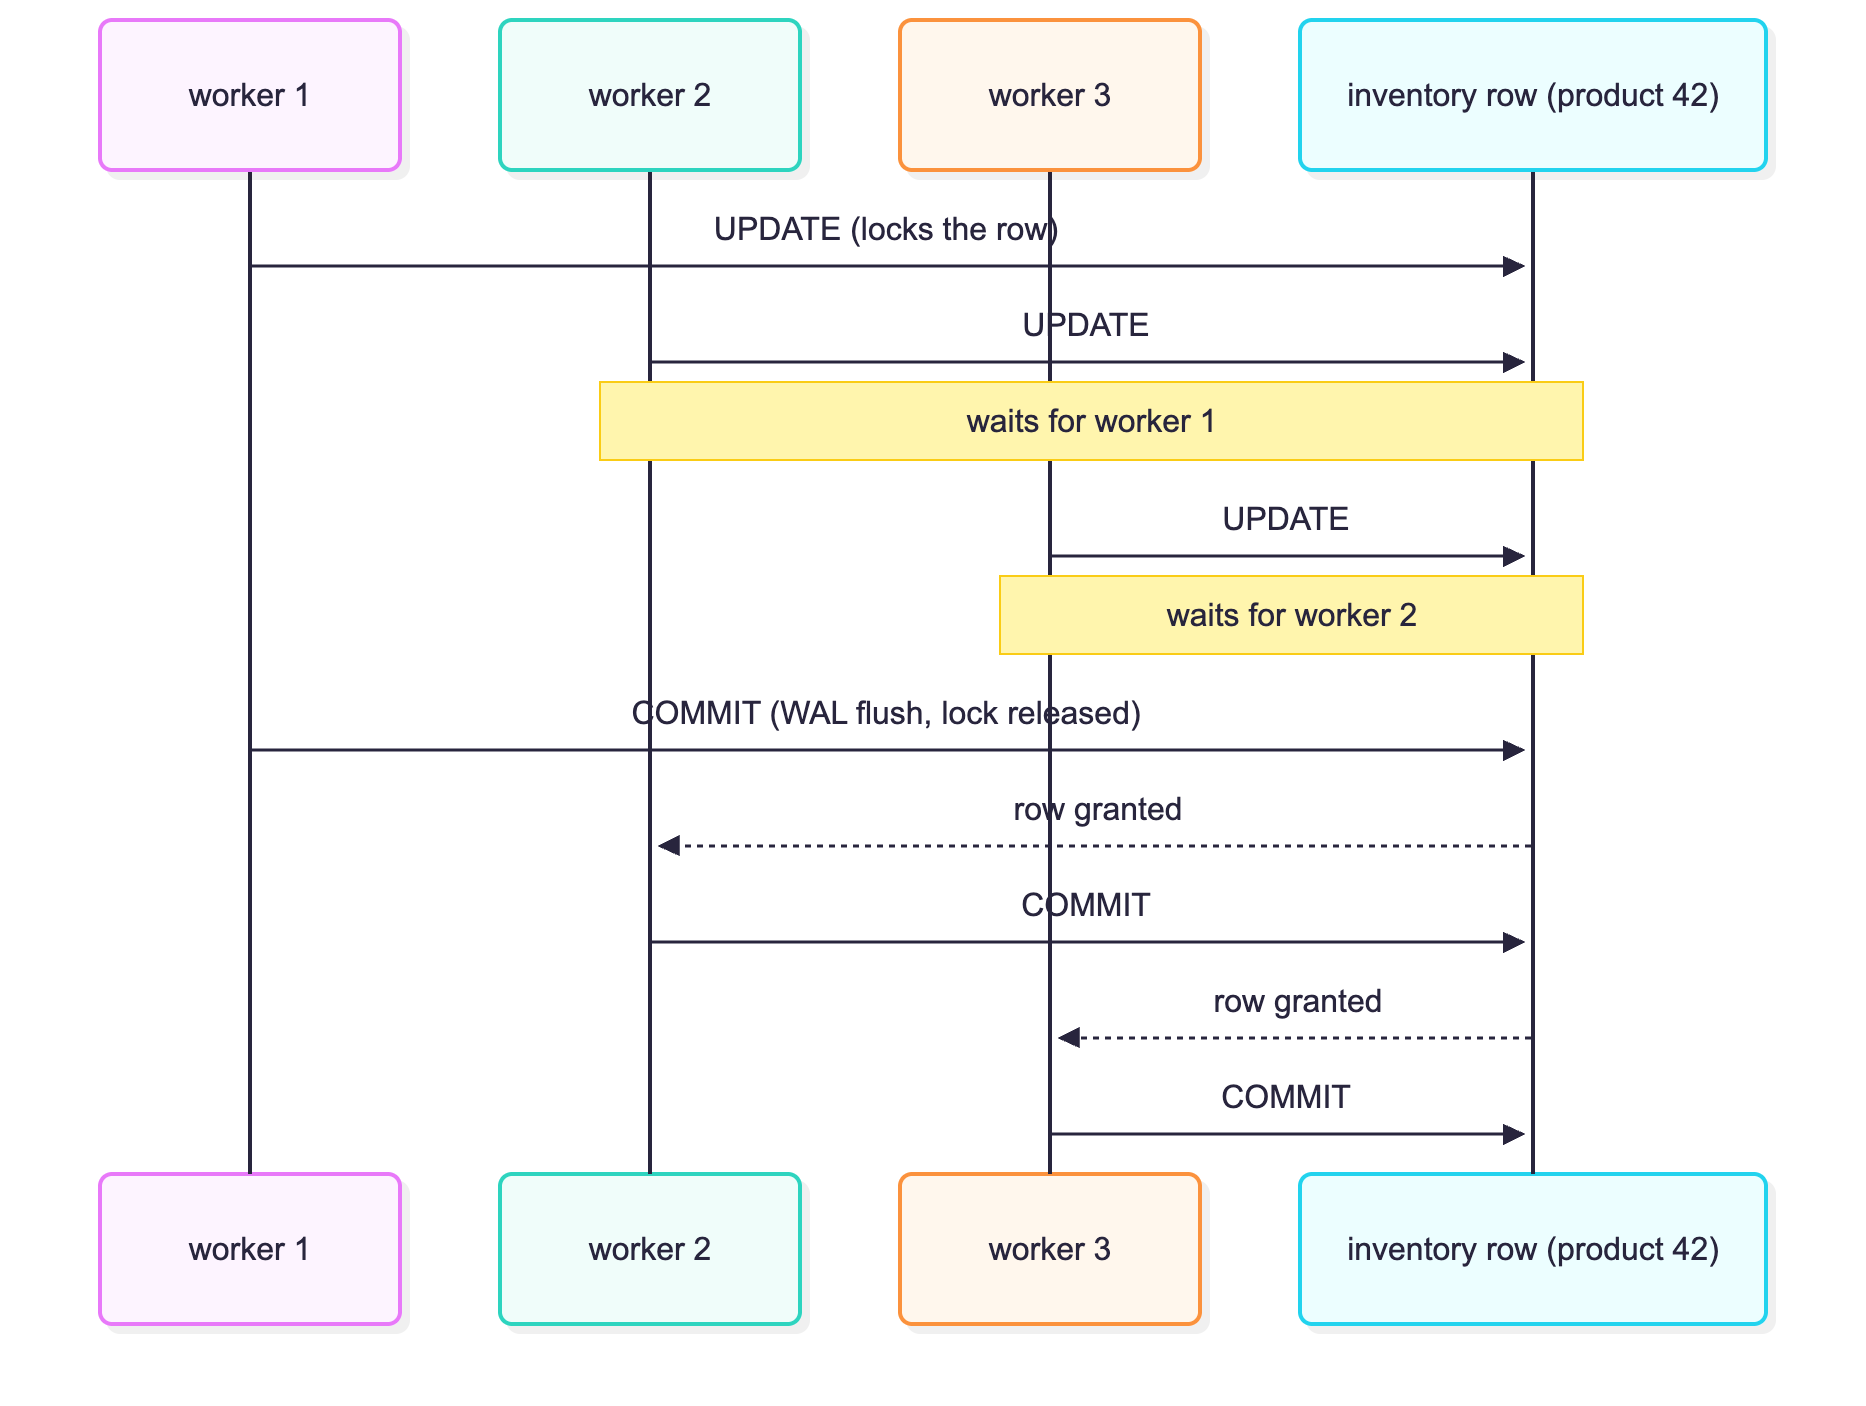 worker 1
worker 2
worker 3
inventory row (product 42)
UPDATE (locks the row)
UPDATE
waits for worker 1
UPDATE
waits for worker 2
COMMIT (WAL flush, lock released)
row granted
COMMIT
row granted
COMMIT
worker 1
worker 2
worker 3
inventory row (product 42)